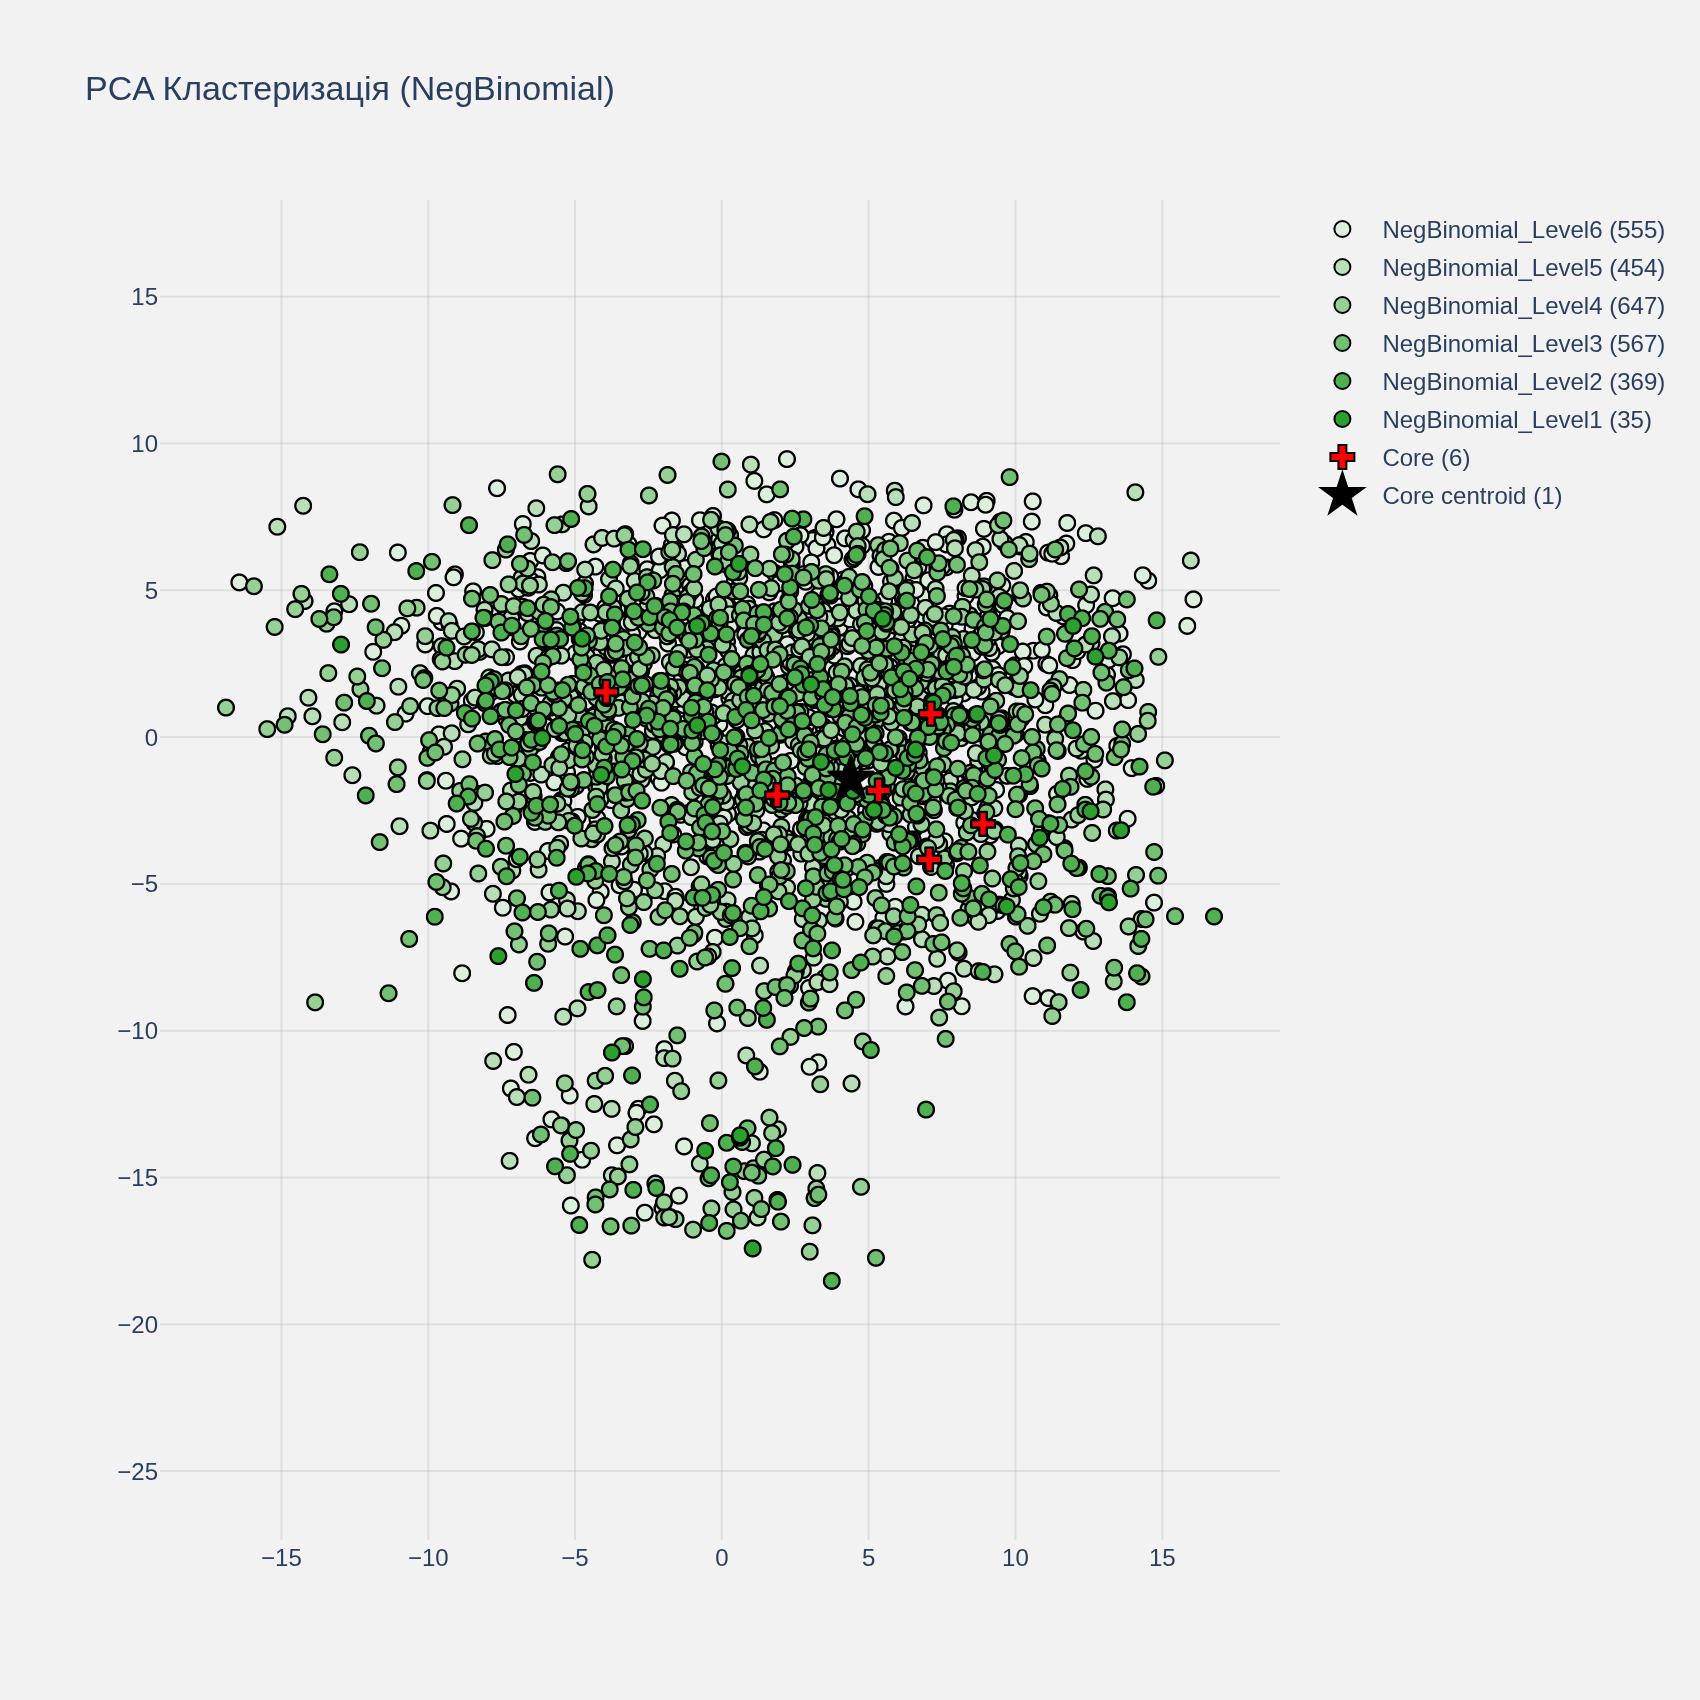 PCA Кластеризація (NegBinomial)
NegBinomial_Level6 (555)
NegBinomial_Level5 (454)
NegBinomial_Level4 (647)
NegBinomial_Level3 (567)
NegBinomial_Level2 (369)
NegBinomial_Level1 (35)
Core (6)
Core centroid (1)
15
10
5
0
−5
−10
−15
−20
−25
−15 −10 −5 0 5 10 15